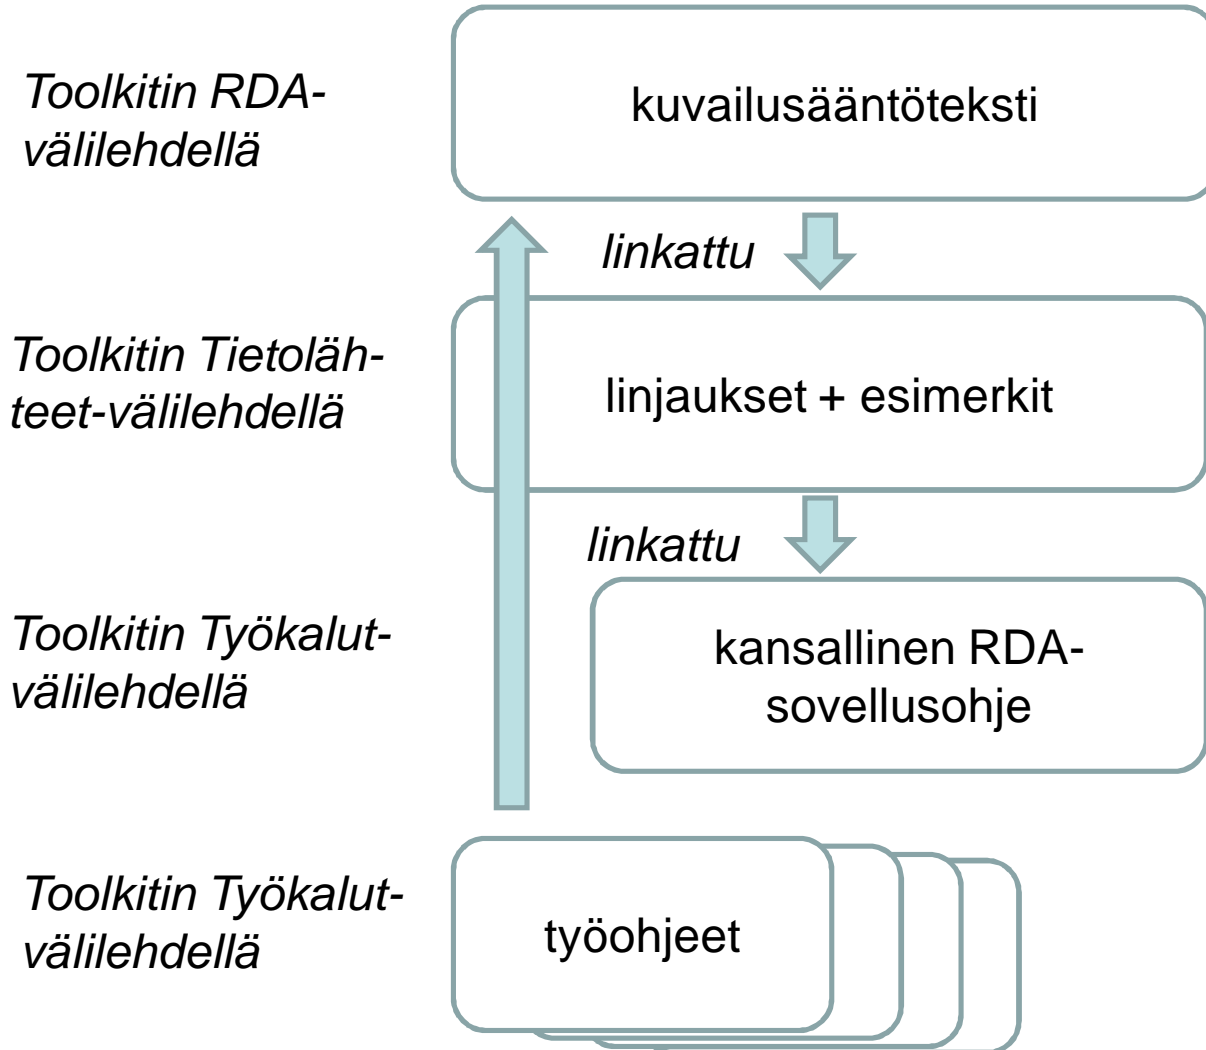 Toolkitin RDA-
välilehdellä
kuvailusääntöteksti
linkattu
Toolkitin Tietoläh-
teet-välilehdellä
linjaukset + esimerkit
linkattu
Toolkitin Työkalut-
välilehdellä
kansallinen RDA-
sovellusohje
Toolkitin Työkalut-
välilehdellä
työohjeet